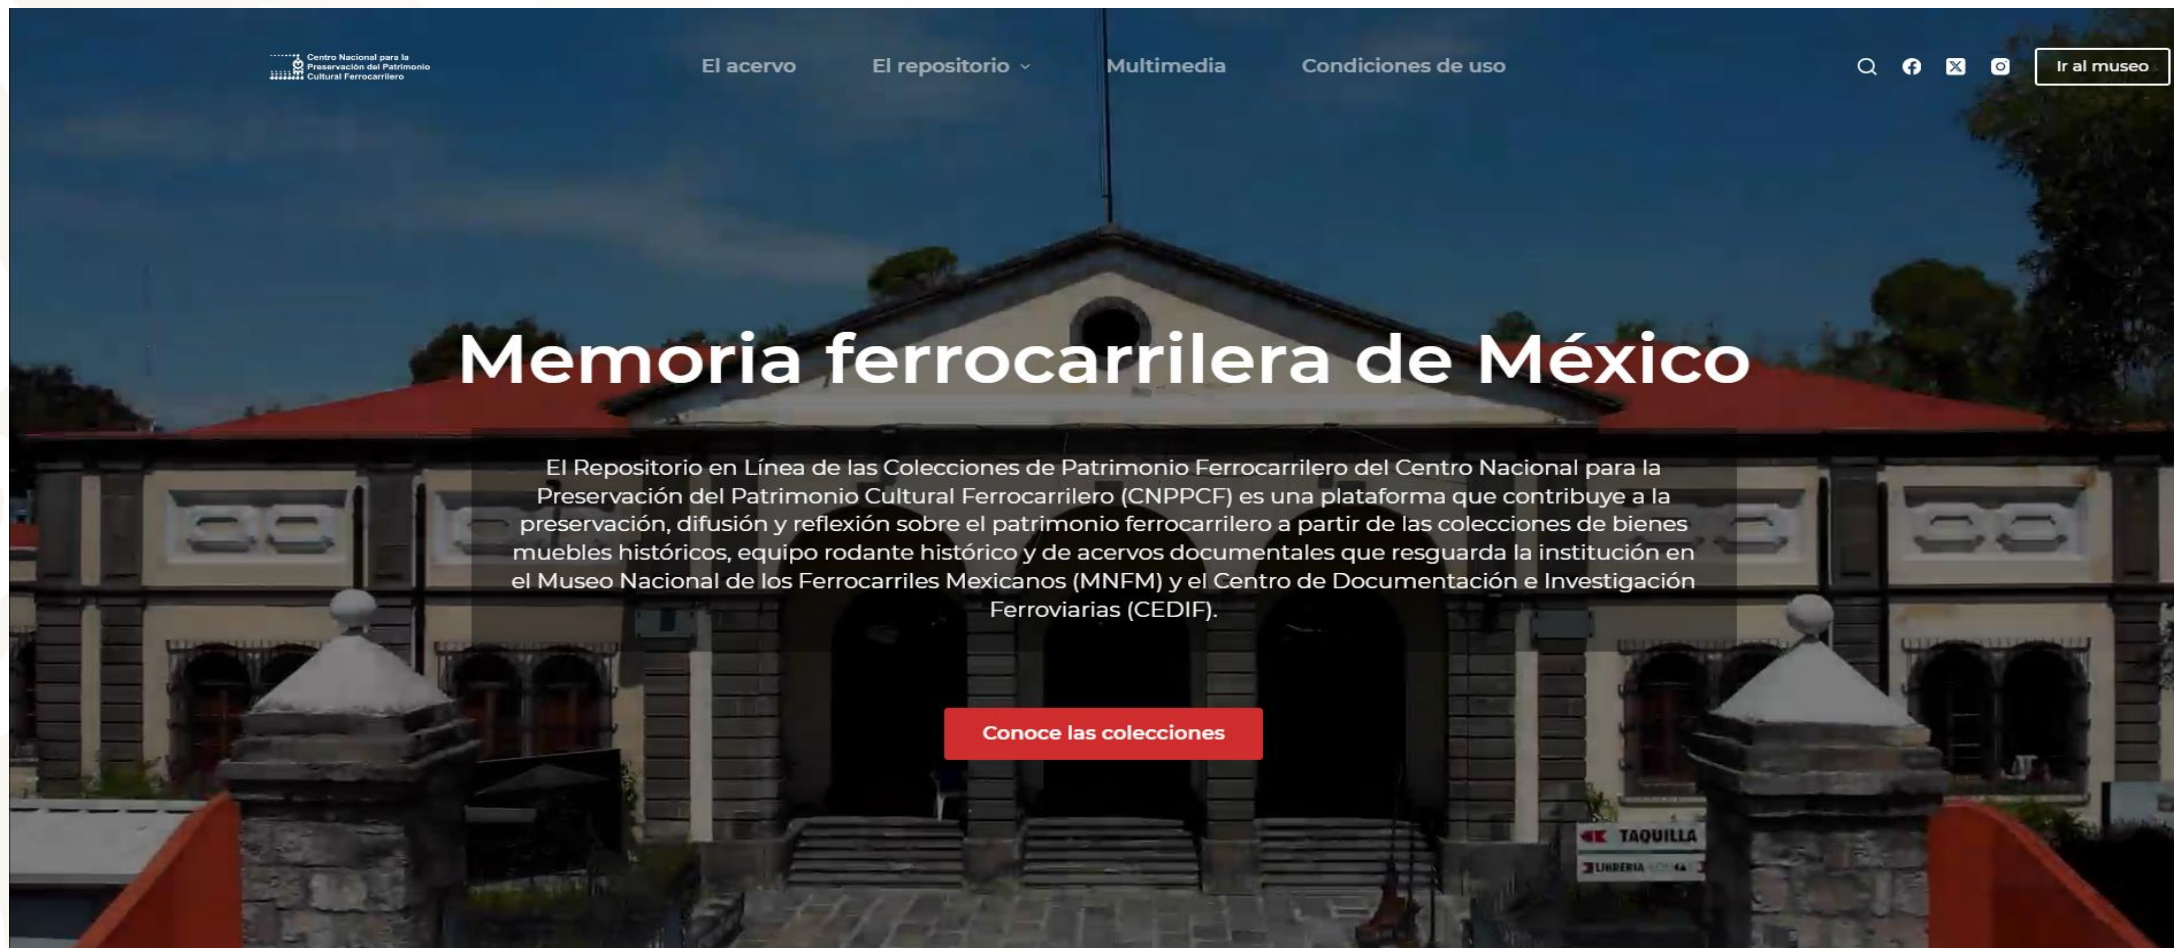 Centro Nacional para la
Preservación del Patrimonio
Cultural Ferrocarrilero
El acervo
El repositorio
Multimedia
Condiciones de uso
Ir al museo
Memoria ferrocarrilera de México
El Repositorio en Línea de las Colecciones de Patrimonio Ferrocarrilero del Centro Nacional para la
Preservación del Patrimonio Cultural Ferrocarrilero (CNPPCF) es una plataforma que contribuye a la
preservación, difusión y reflexión sobre el patrimonio ferrocarrilero a partir de las colecciones de bienes
muebles históricos, equipo rodante histórico y de acervos documentales que resguarda la institución en
el Museo Nacional de los Ferrocarriles Mexicanos (MNFM) y el Centro de Documentación e Investigación
Ferroviarias (CEDIF).
Conoce las colecciones
TAQUILLA
LIBRERIA